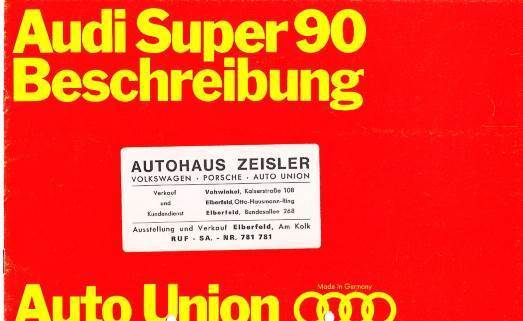 Audi Super 90
Beschreibung
AUTOHAUS ZEISLER
VOLKSWAGEN · PORSCHE · AUTO UNION
Verkauf
und
Kundendienst
Vohwinkel, Kaiserstraße 108
Elberfeld, Otto-Hausmann-Ring
Elberfeld, Bundesallee 268
Ausstellung und Verkauf Elberfeld, Am Kolk
RUF - SA. - NR. 781 781
Made in Germany
Auto Union